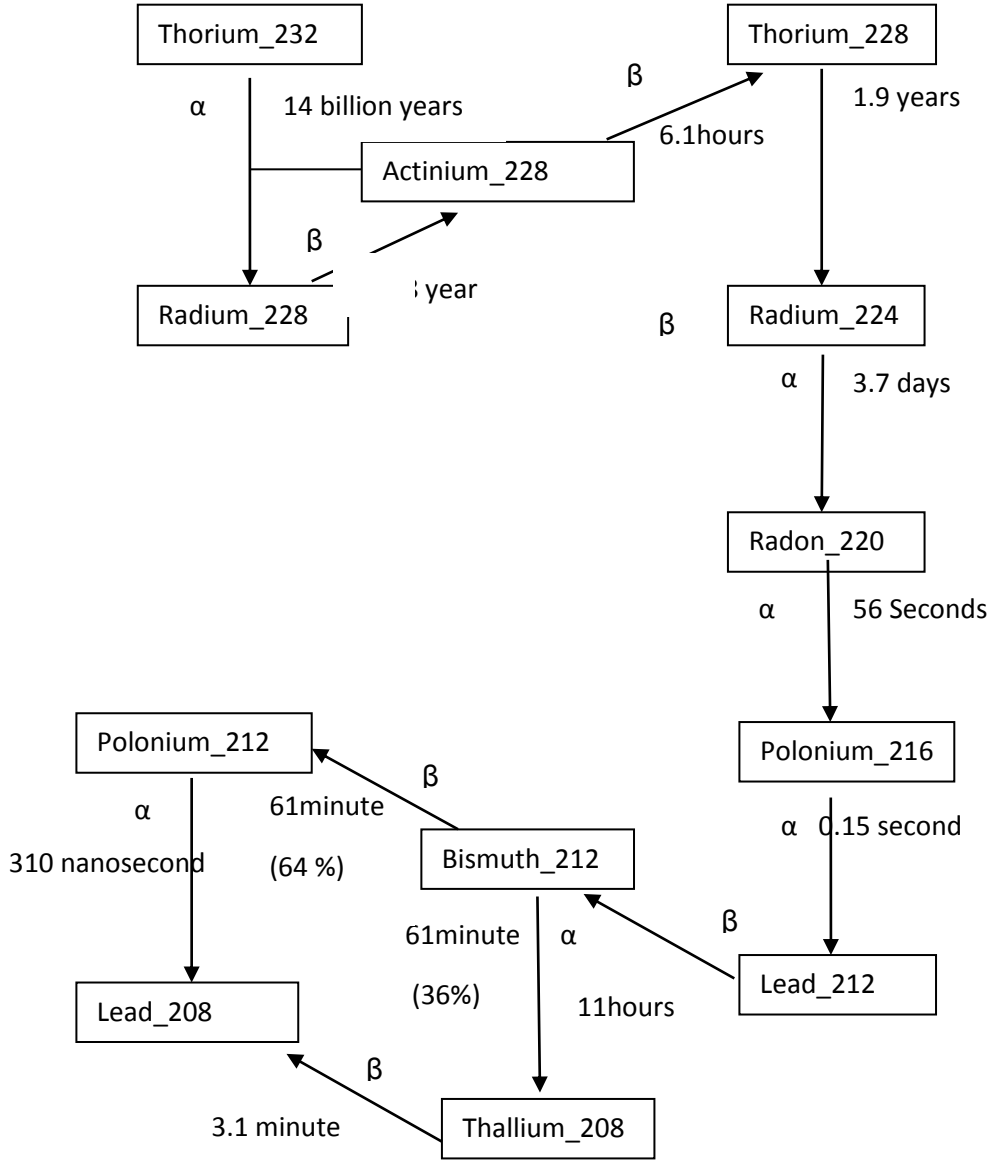 Thorium_232
Thorium_228
β
α
14 billion years
1.9 years
6.1hours
Actinium_228
β
year
Radium_228
β
Radium_224
α
3.7 days
Radon_220
α
56 Seconds
Polonium_212
Polonium_216
β
α
61minute
α
0.15 second
310 nanosecond
(64 %)
Bismuth_212
β
61minute
α
(36%)
11hours
Lead_212
Lead_208
β
3.1 minute
Thallium_208